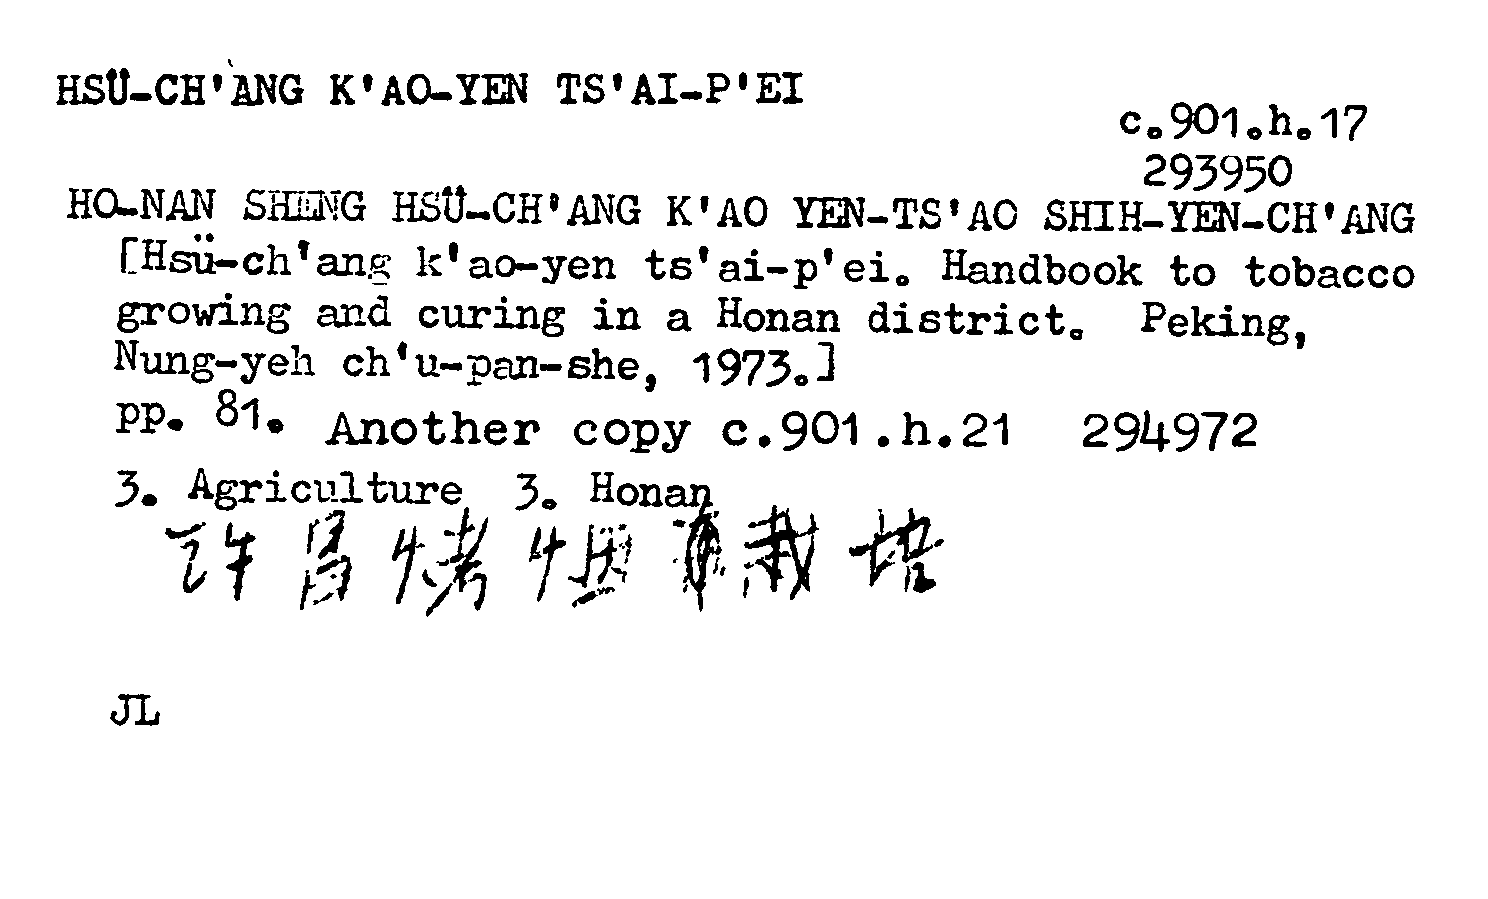 HSÜ-CH'ANG K'AO-YEN TS'AI-P'EI
c.901.h.17
293950
HO-NAN SHENG HSÜ-CH'ANG K'AO YEN-TS'AO SHIH-YEN-CH'ANG
[Hsü-ch'ang k'ao-yen ts'ai-p'ei. Handbook to tobacco
growing and curing in a Honan district. Peking,
Nung-yeh ch'u-pan-she, 1973.]
pp. 81. Another copy c.901.h.21 294972
3. Agriculture 3. Honan
许昌烤烟栽培
JL